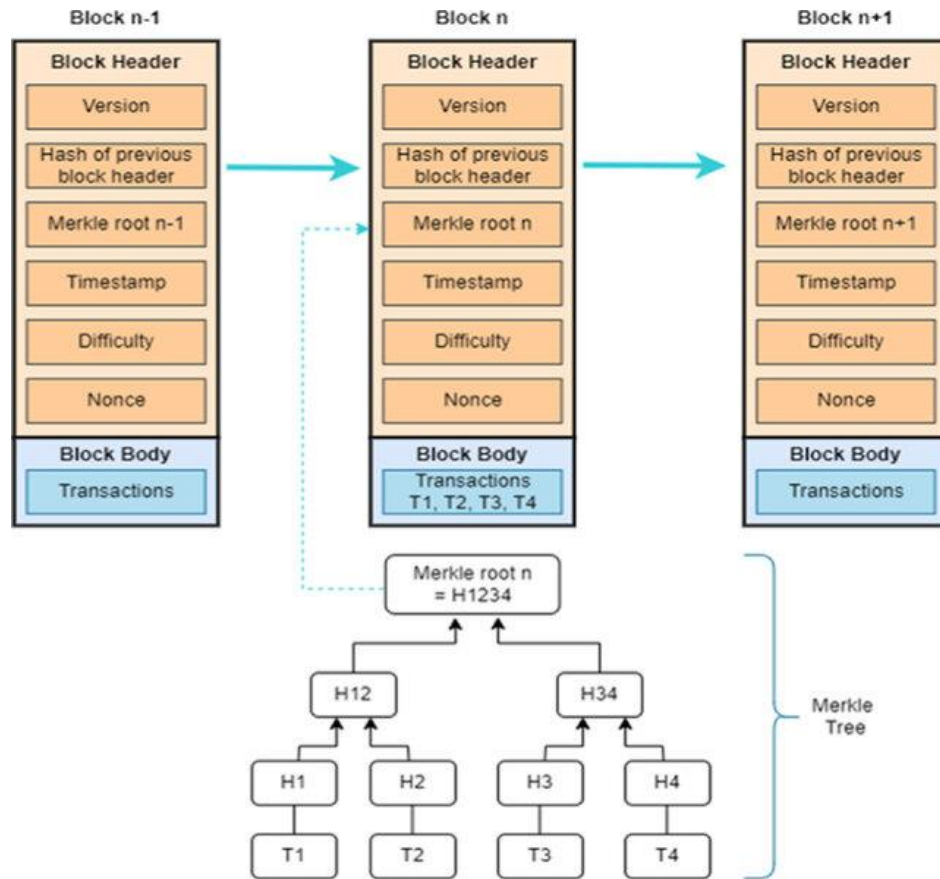 Block n-1
Block Header
Version
Hash of previous
block header
Merkle root n-1
Timestamp
Difficulty
Nonce
Block Body
Transactions
Block n
Block Header
Version
Hash of previous
block header
Merkle root n
Timestamp
Difficulty
Nonce
Block Body
Transactions
T1, T2, T3, T4
Block n+1
Block Header
Version
Hash of previous
block header
Merkle root n+1
Timestamp
Difficulty
Nonce
Block Body
Transactions
Merkle root n
= H1234
H12
H34
H1
H2
H3
H4
T1
T2
T3
T4
Merkle
Tree